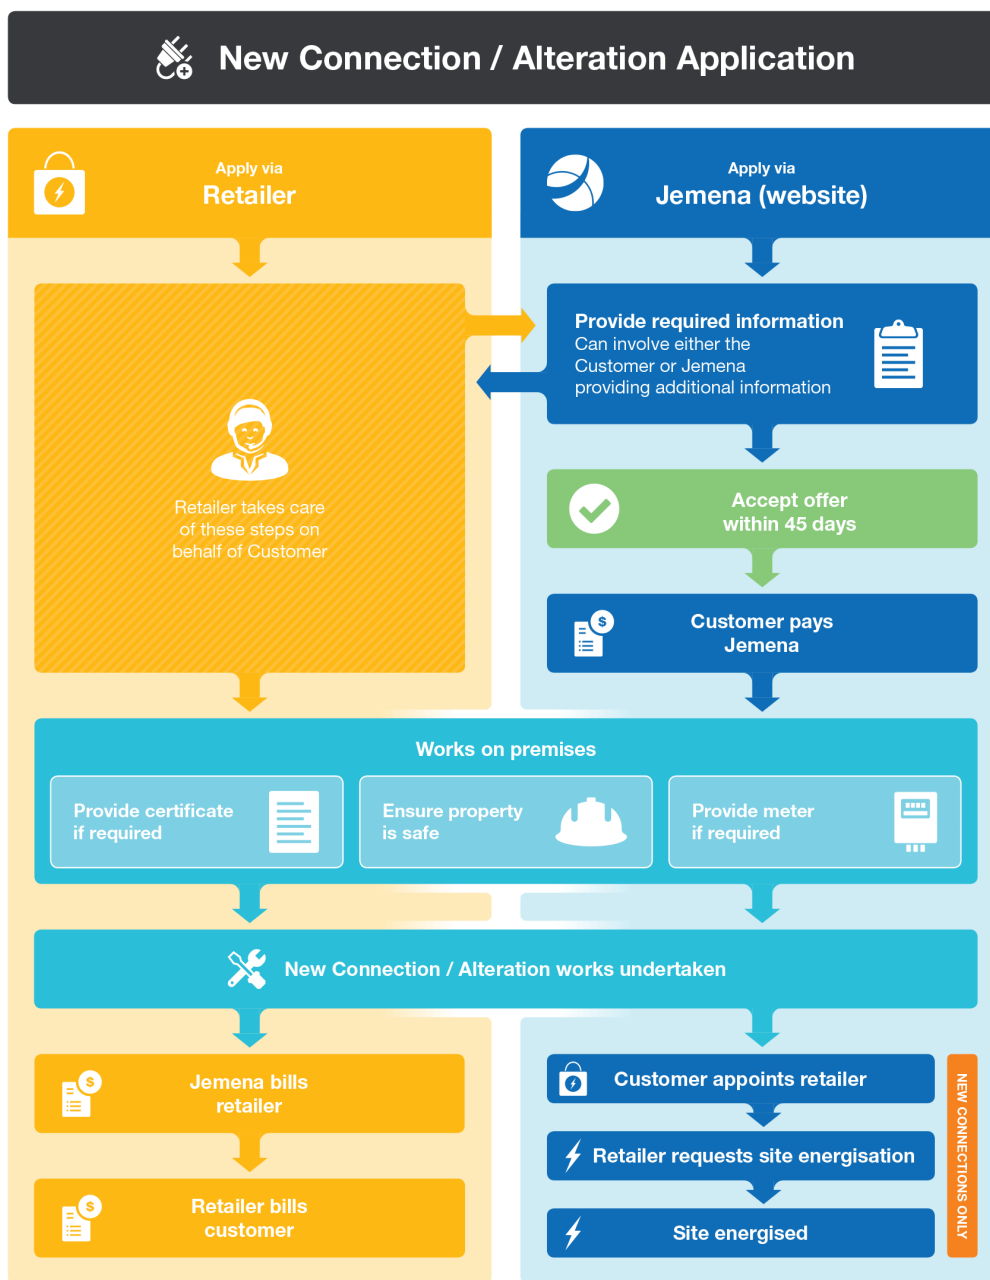 New Connection / Alteration Application
Apply via
Retailer
Apply via
Jemena (website)
Retailer takes care
of these steps on
behalf of Customer
Provide required information
Can involve either the
Customer or Jemena
providing additional information
Accept offer
within 45 days
$
Customer pays
Jemena
Works on premises
Provide certificate
if required
Ensure property
is safe
Provide meter
if required
New Connection / Alteration works undertaken
$
Jemena bills
retailer
$
Retailer bills
customer
Customer appoints retailer
Retailer requests site energisation
Site energised
NEW CONNECTIONS ONLY